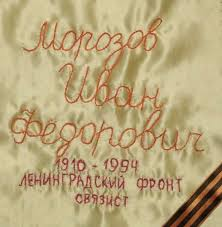 Морозов
Иван
Федорович
1910-1994
ЛЕНИНГРАДСКИЙ ФРОНТ
СВЯЗИСТ